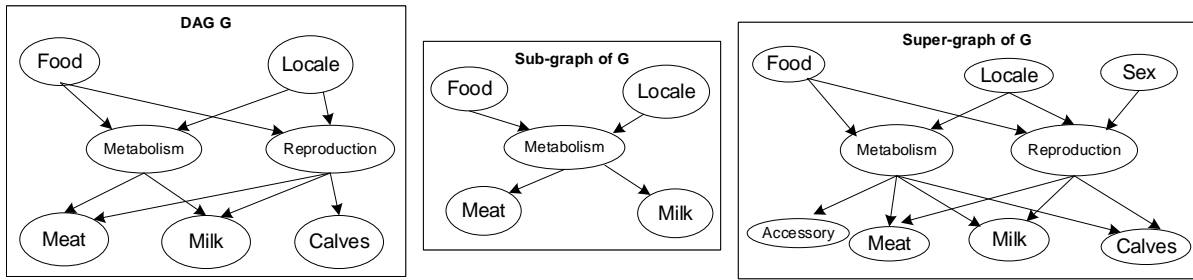 DAG G
Food
Locale
Metabolism
Reproduction
Meat
Milk
Calves
Sub-graph of G
Food
Locale
Metabolism
Meat
Milk
Super-graph of G
Food
Locale
Sex
Metabolism
Reproduction
Accessory
Meat
Milk
Calves